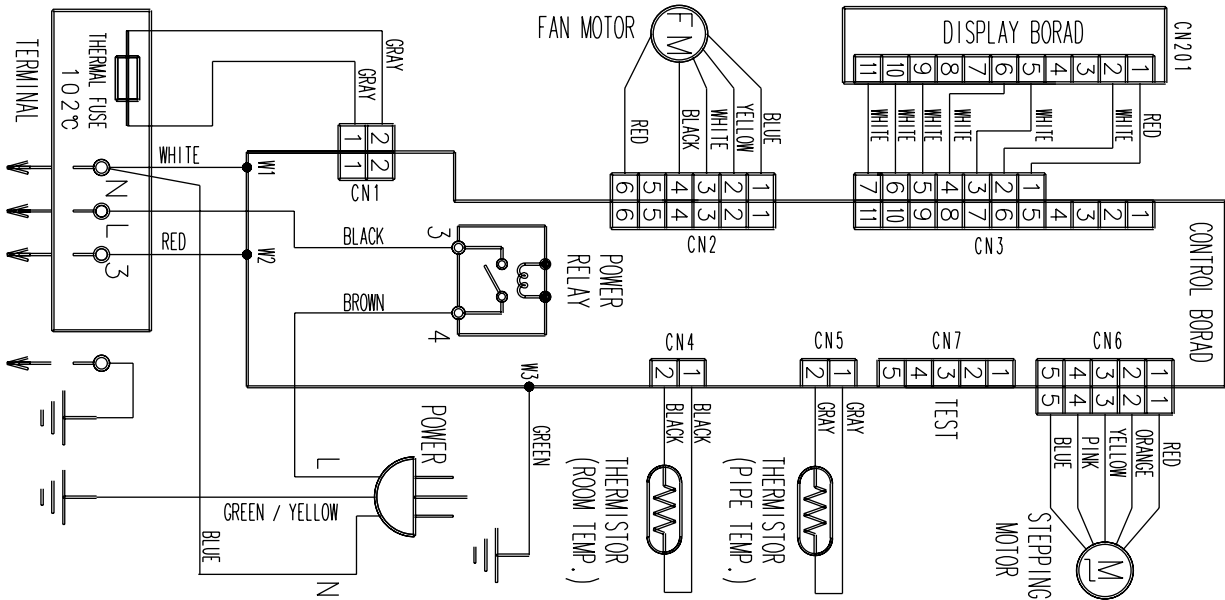 FAN MOTOR
F M
BLUE
YELLOW
WHITE
BLACK
RED
1 2 3 4 5 6
1 2 3 4 5 6
CN2
DISPLAY BORAD
CN201
11 10 9 8 7 6 5 4 3 2 1
WHITE
WHITE
WHITE
WHITE
WHITE
WHITE
RED
7 6 5 4 3 2 1
11 10 9 8 7 6 5 4 3 2 1
CN3
CONTROL BORAD
TERMINAL
THERMAL FUSE
102℃
GRAY
GRAY
1 2
1 2
CN1
WHITE
W1
N
L
BLACK
3
RED
W2
3
BROWN
4
POWER
RELAY
W3
GREEN
POWER
L
GREEN / YELLOW
BLUE
N
CN4
2 1
BLACK
BLACK
THERMISTOR
(ROOM TEMP.)
CN5
2 1
GRAY
GRAY
THERMISTOR
(PIPE TEMP.)
CN7
5 4 3 2 1
TEST
CN6
5 4 3 2 1
5 4 3 2 1
RED
ORANGE
YELLOW
PINK
BLUE
M
L
STEPPING
MOTOR